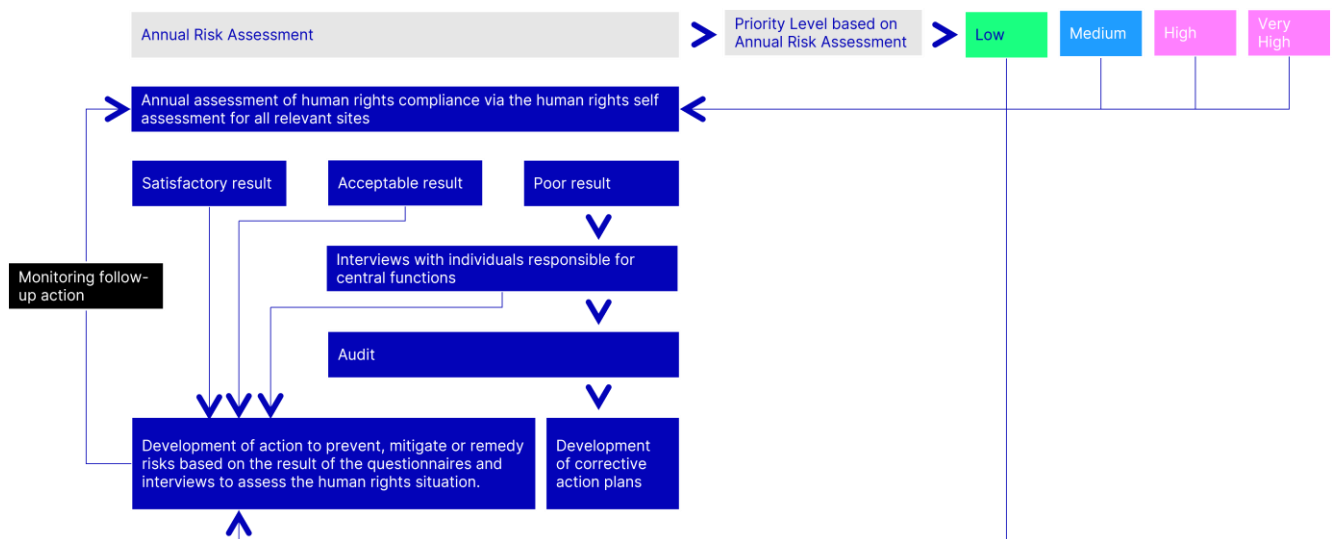 Annual Risk Assessment
Priority Level based on
Annual Risk Assessment
Low
Medium
High
Very
High
Annual assessment of human rights compliance via the human rights self
assessment for all relevant sites
Satisfactory result
Acceptable result
Poor result
Interviews with individuals responsible for
central functions
Monitoring follow-
up action
Audit
Development of action to prevent, mitigate or remedy
risks based on the result of the questionnaires and
interviews to assess the human rights situation.
Development
of corrective
action plans